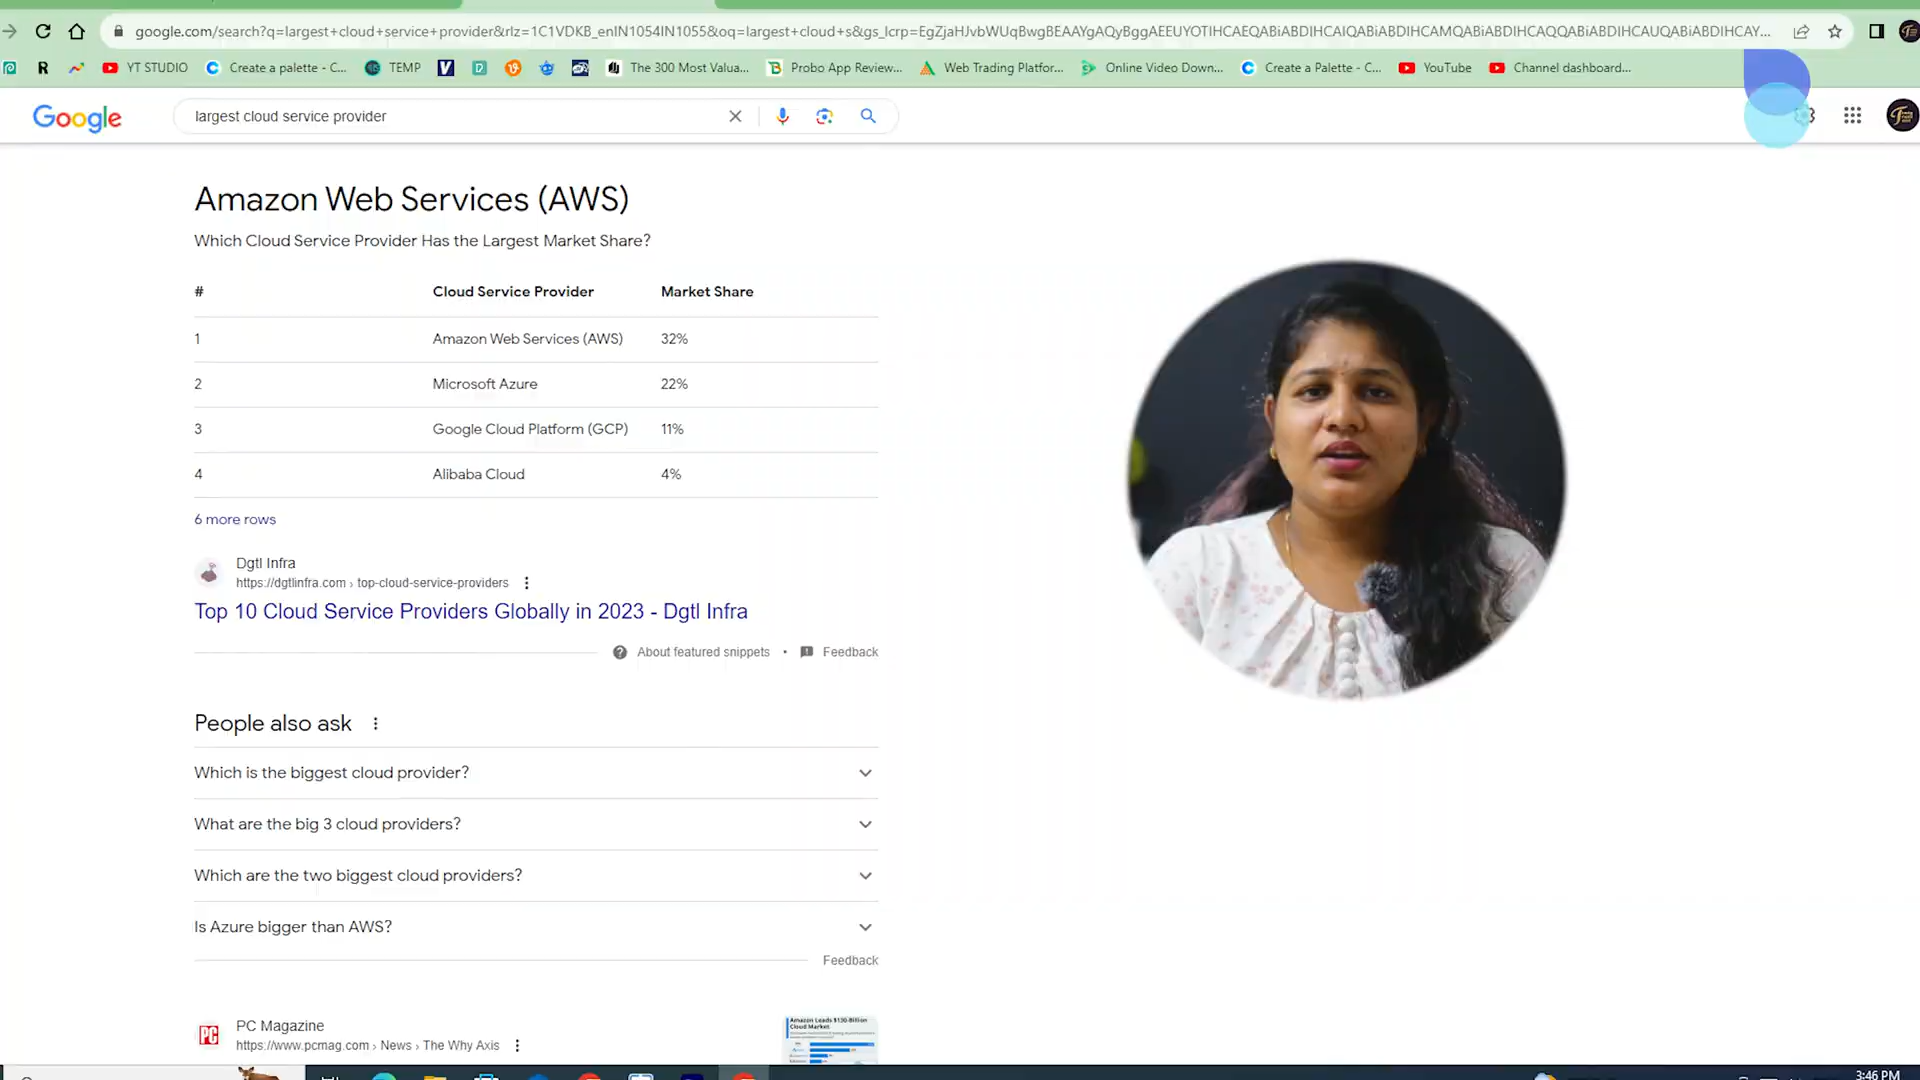 google.com/search?q=largest+cloud+service+provider&rlz=1C1VDKB_enIN1054IN1055&oq=largest+cloud+s&gs_lcrp=EgZjaHJvbWUqBwgBEAAYgAQyBggAEEUYOTIHCAEQABiABDIHCAIQABiABDIHCAMQABiABDIHCAQQABiABDIHCAUQABiABDIHCAY...
YT STUDIO Create a palette - C... TEMP The 300 Most Valua... Probo App Review... Web Trading Platfor... Online Video Down... Create a Palette - C... YouTube Channel dashboard...
Google largest cloud service provider
Amazon Web Services (AWS)
Which Cloud Service Provider Has the Largest Market Share?
# Cloud Service Provider Market Share
1 Amazon Web Services (AWS) 32%
2 Microsoft Azure 22%
3 Google Cloud Platform (GCP) 11%
4 Alibaba Cloud 4%
6 more rows
Dgtl Infra
https://dgtlinfra.com › top-cloud-service-providers
Top 10 Cloud Service Providers Globally in 2023 - Dgtl Infra
About featured snippets • Feedback
People also ask
Which is the biggest cloud provider?
What are the big 3 cloud providers?
Which are the two biggest cloud providers?
Is Azure bigger than AWS?
Feedback
PC Magazine
PC
https://www.pcmag.com › News › The Why Axis
Amazon Leads $130-Billion
Cloud Market
3:46 PM